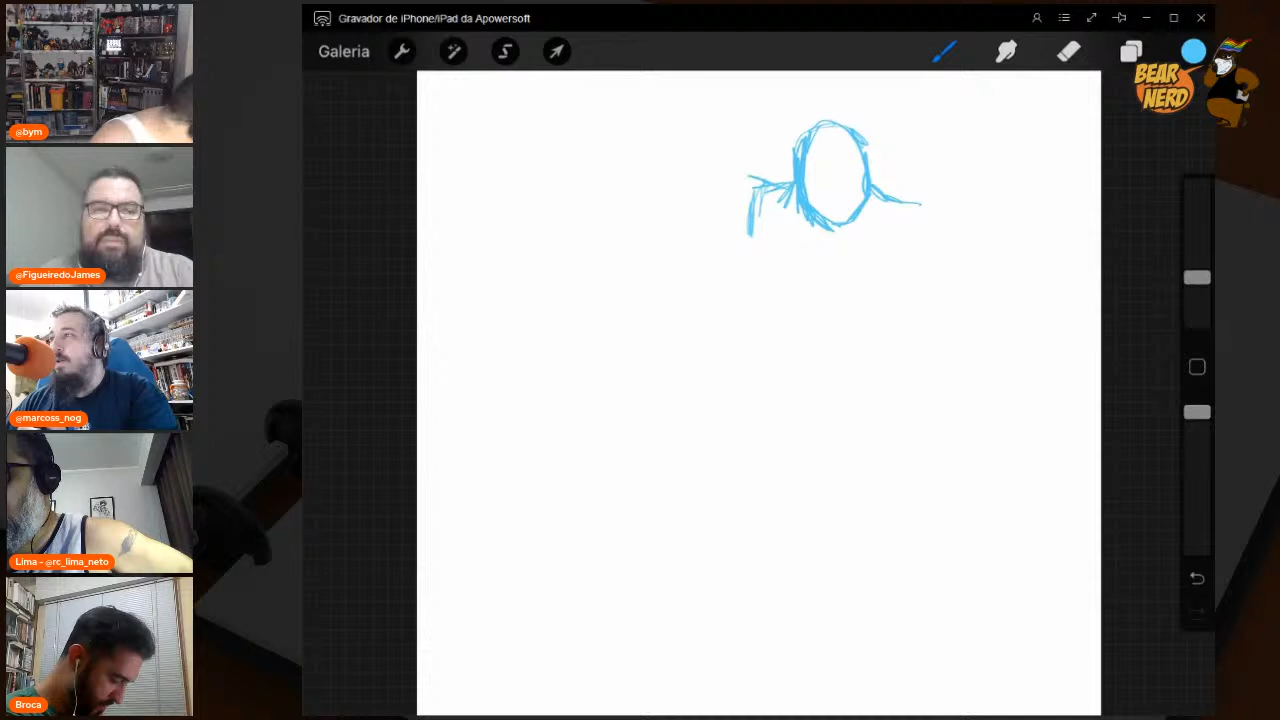 Gravador de iPhone/iPad da Apowersoft
Galeria
BEAR
NERD
@bym
@FigueiredoJames
@marcoss_nog
Lima - @rc_lima_neto
Broca